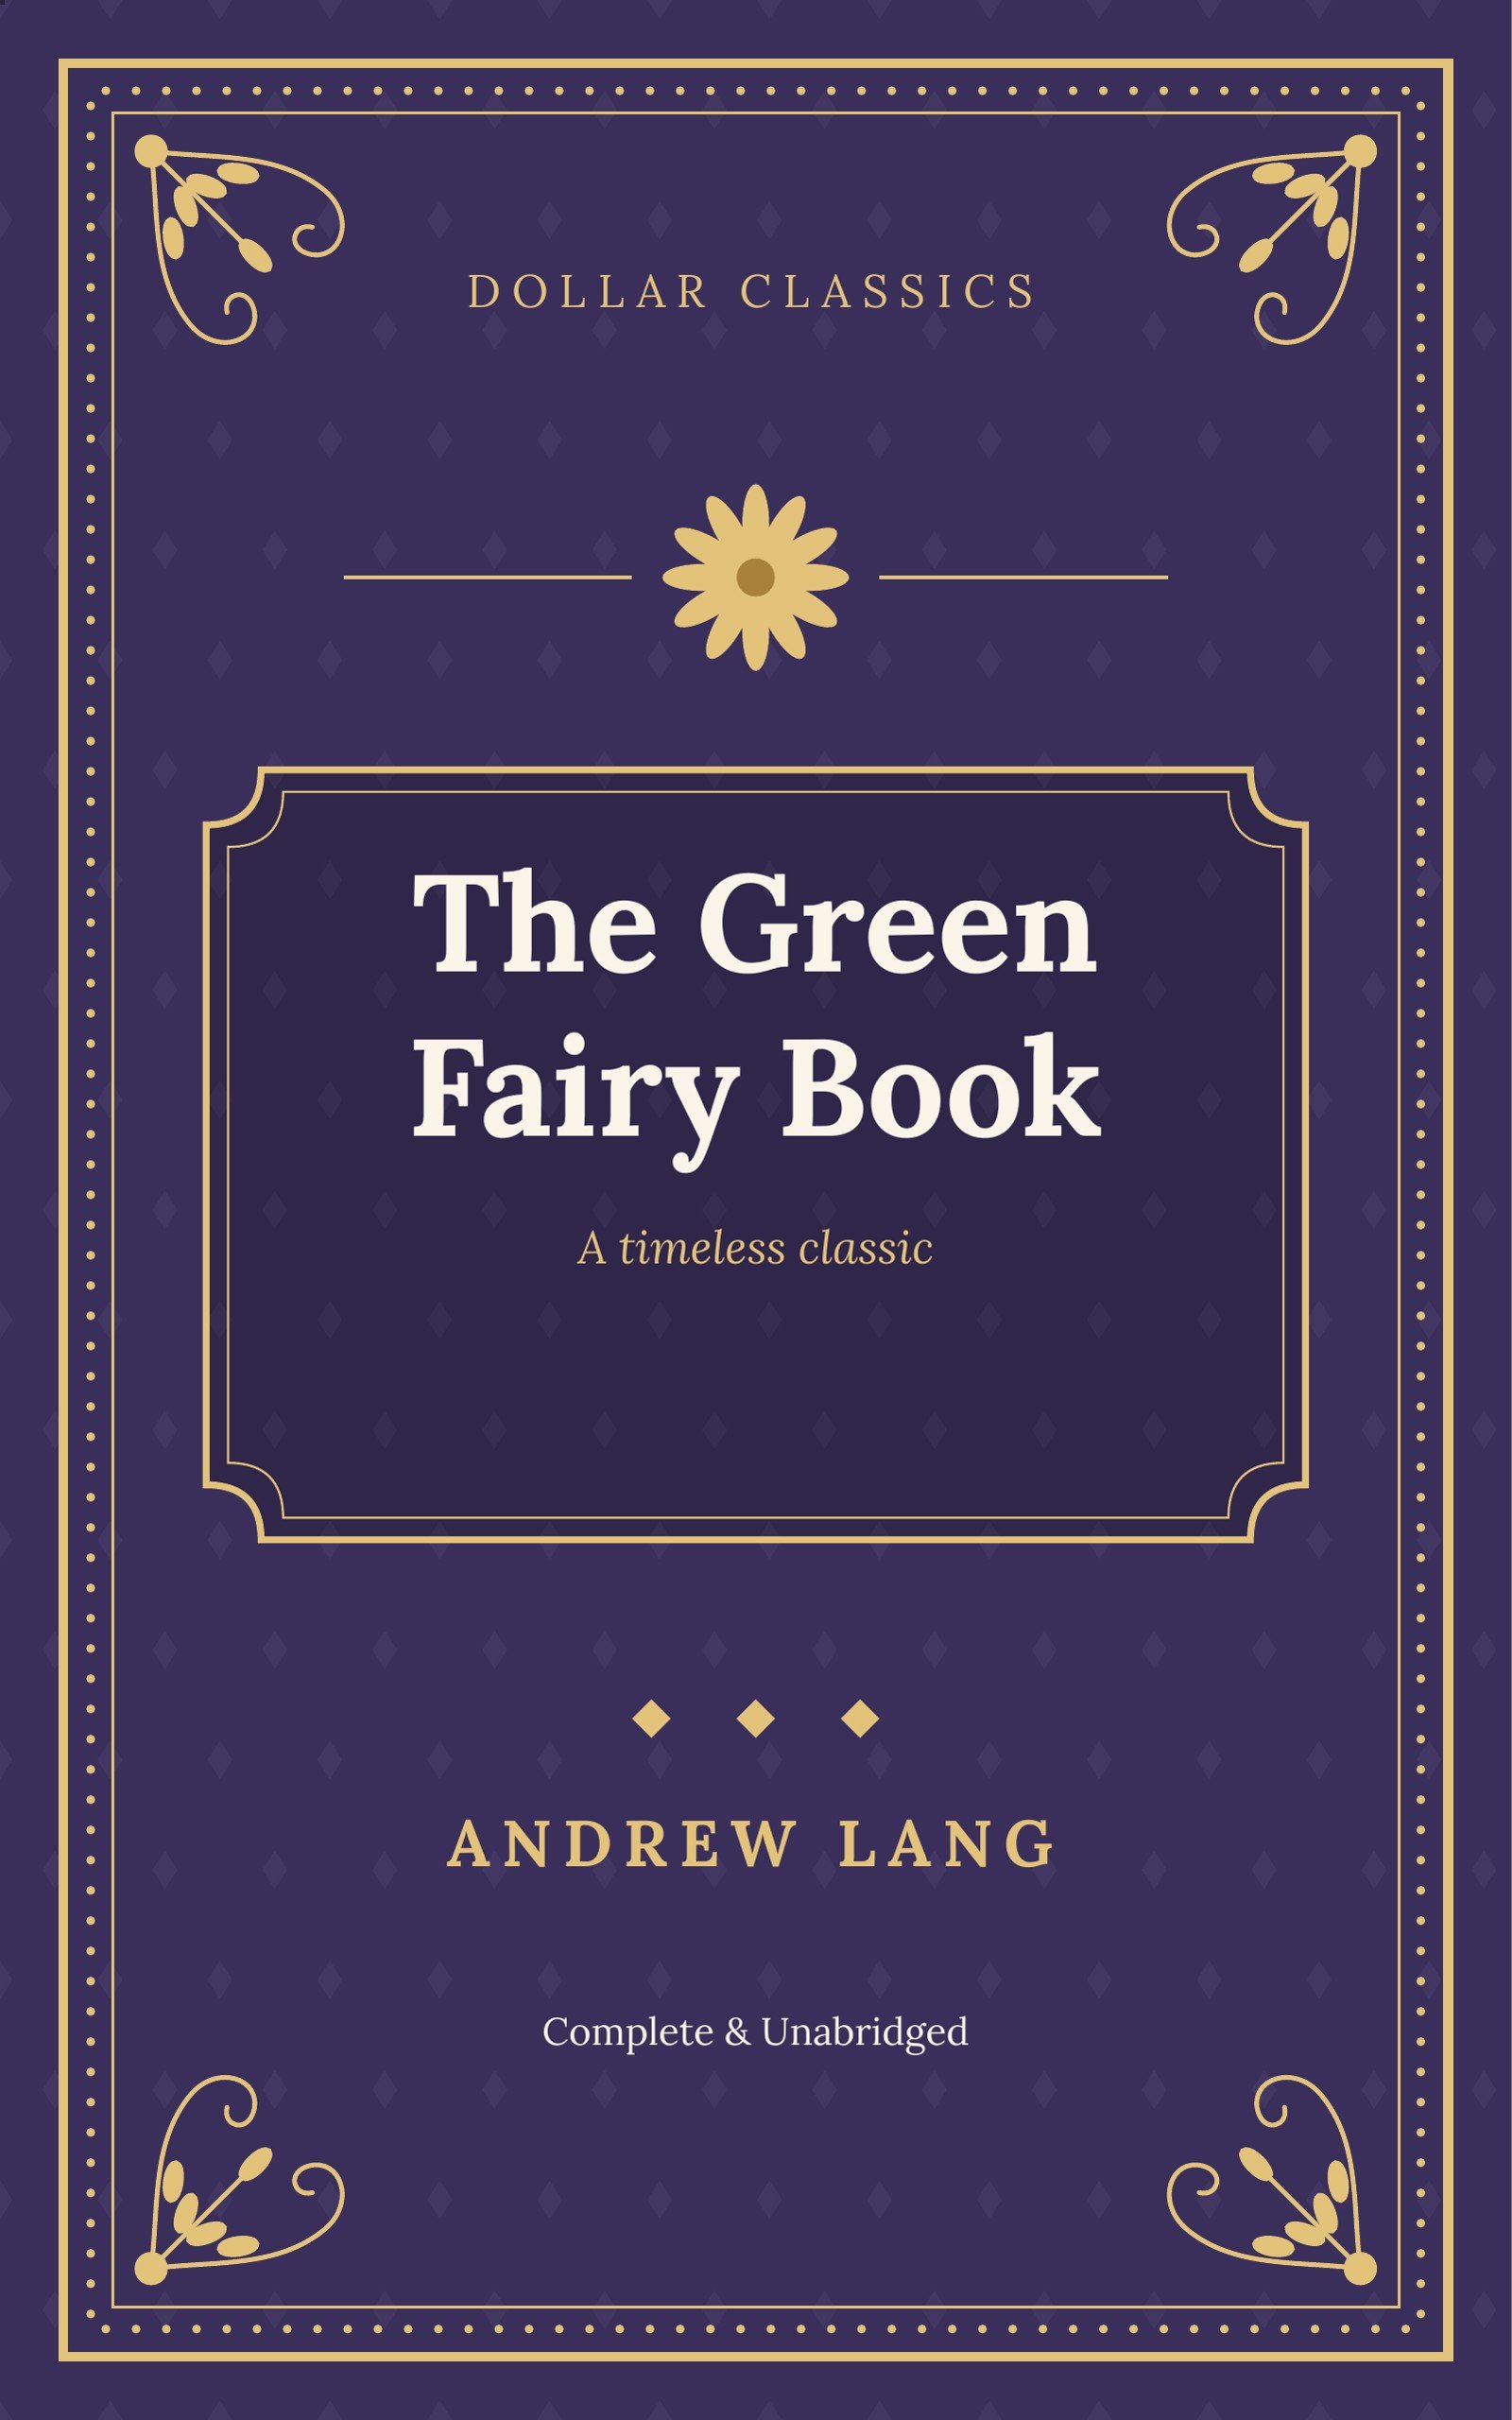 DOLLAR CLASSICS
The Green
Fairy Book
A timeless classic
ANDREW LANG
Complete & Unabridged